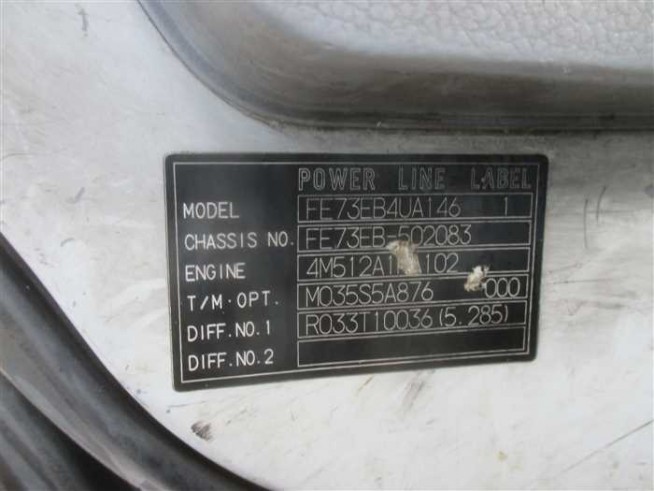 POWER LINE LABEL
MODEL FE73EB4UA146 1
CHASSIS NO. FE73EB-502083
ENGINE
T/M·OPT. M035S5A876 000
DIFF.NO.1 R033T10036(5.285)
DIFF.NO.2